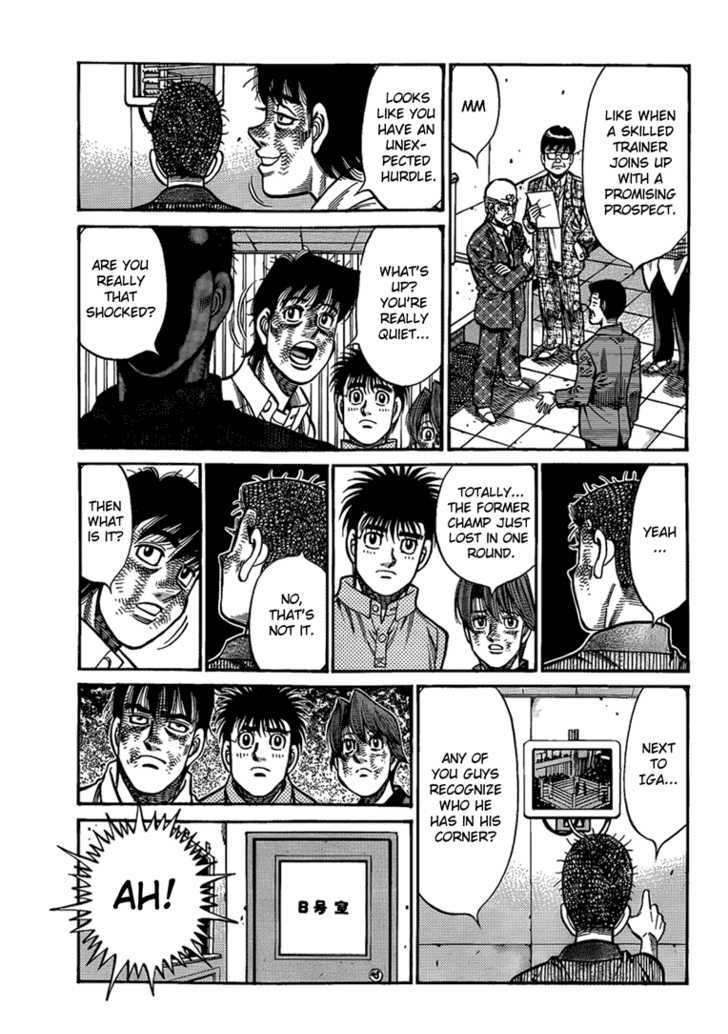 LIKE WHEN
A SKILLED
TRAINER
JOINS UP
WITH A
PROMISING
PROSPECT.
MM
LOOKS
LIKE YOU
HAVE AN
UNEX-
PECTED
HURDLE.
WHAT'S
UP?
YOU'RE
REALLY
QUIET...
ARE YOU
REALLY
THAT
SHOCKED?
YEAH
...
TOTALLY...
THE FORMER
CHAMP JUST
LOST IN ONE
ROUND.
NO,
THAT'S
NOT IT.
THEN
WHAT
IS IT?
NEXT
TO
IGA...
ANY OF
YOU GUYS
RECOGNIZE
WHO HE
HAS IN HIS
CORNER?
B号室
AH!